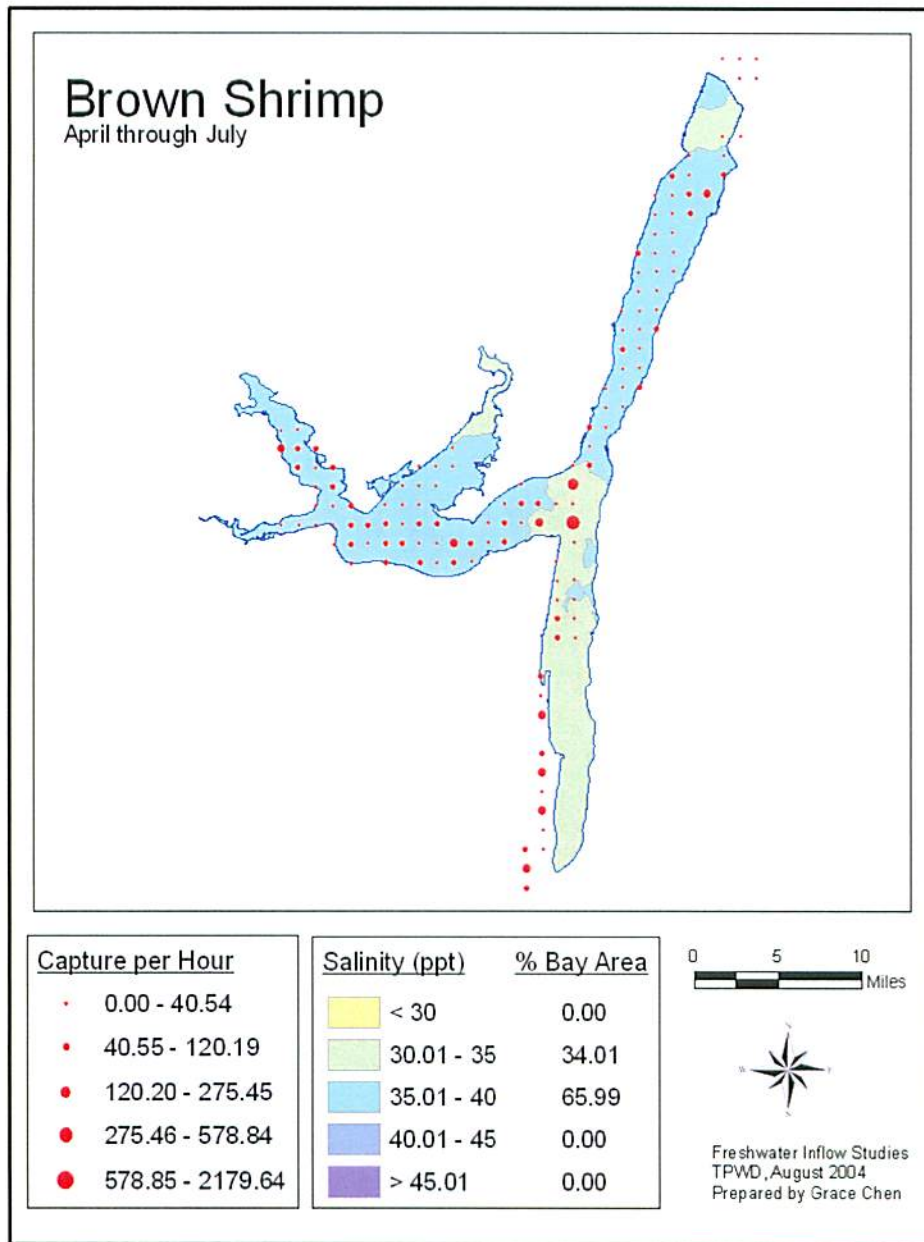 Brown Shrimp
April through July
Capture per Hour
0.00 - 40.54
40.55 - 120.19
120.20 - 275.45
275.46 - 578.84
578.85 - 2179.64
Salinity (ppt) % Bay Area
< 30 0.00
30.01 - 35 34.01
35.01 - 40 65.99
40.01 - 45 0.00
> 45.01 0.00
0 5 10
Miles
Freshwater Inflow Studies
TPWD, August 2004
Prepared by Grace Chen